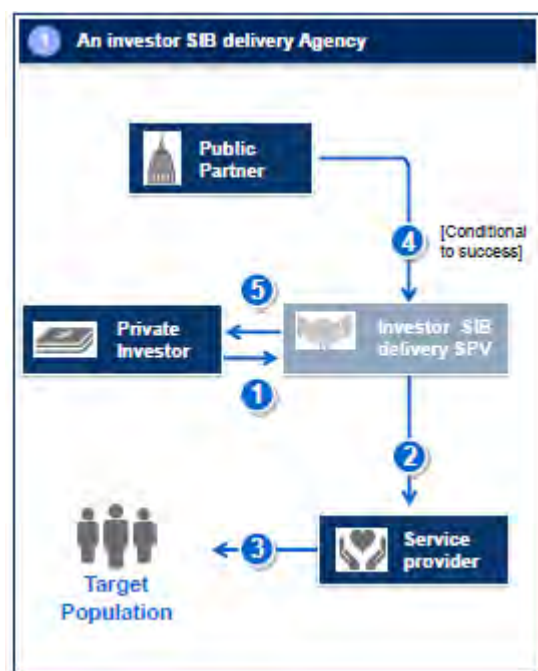 1 An investor SIB delivery Agency
Public
Partner
4
[Conditional
to success]
5
Private
Investor
Investor SIB
delivery SPV
1
2
3
Service
provider
Target
Population